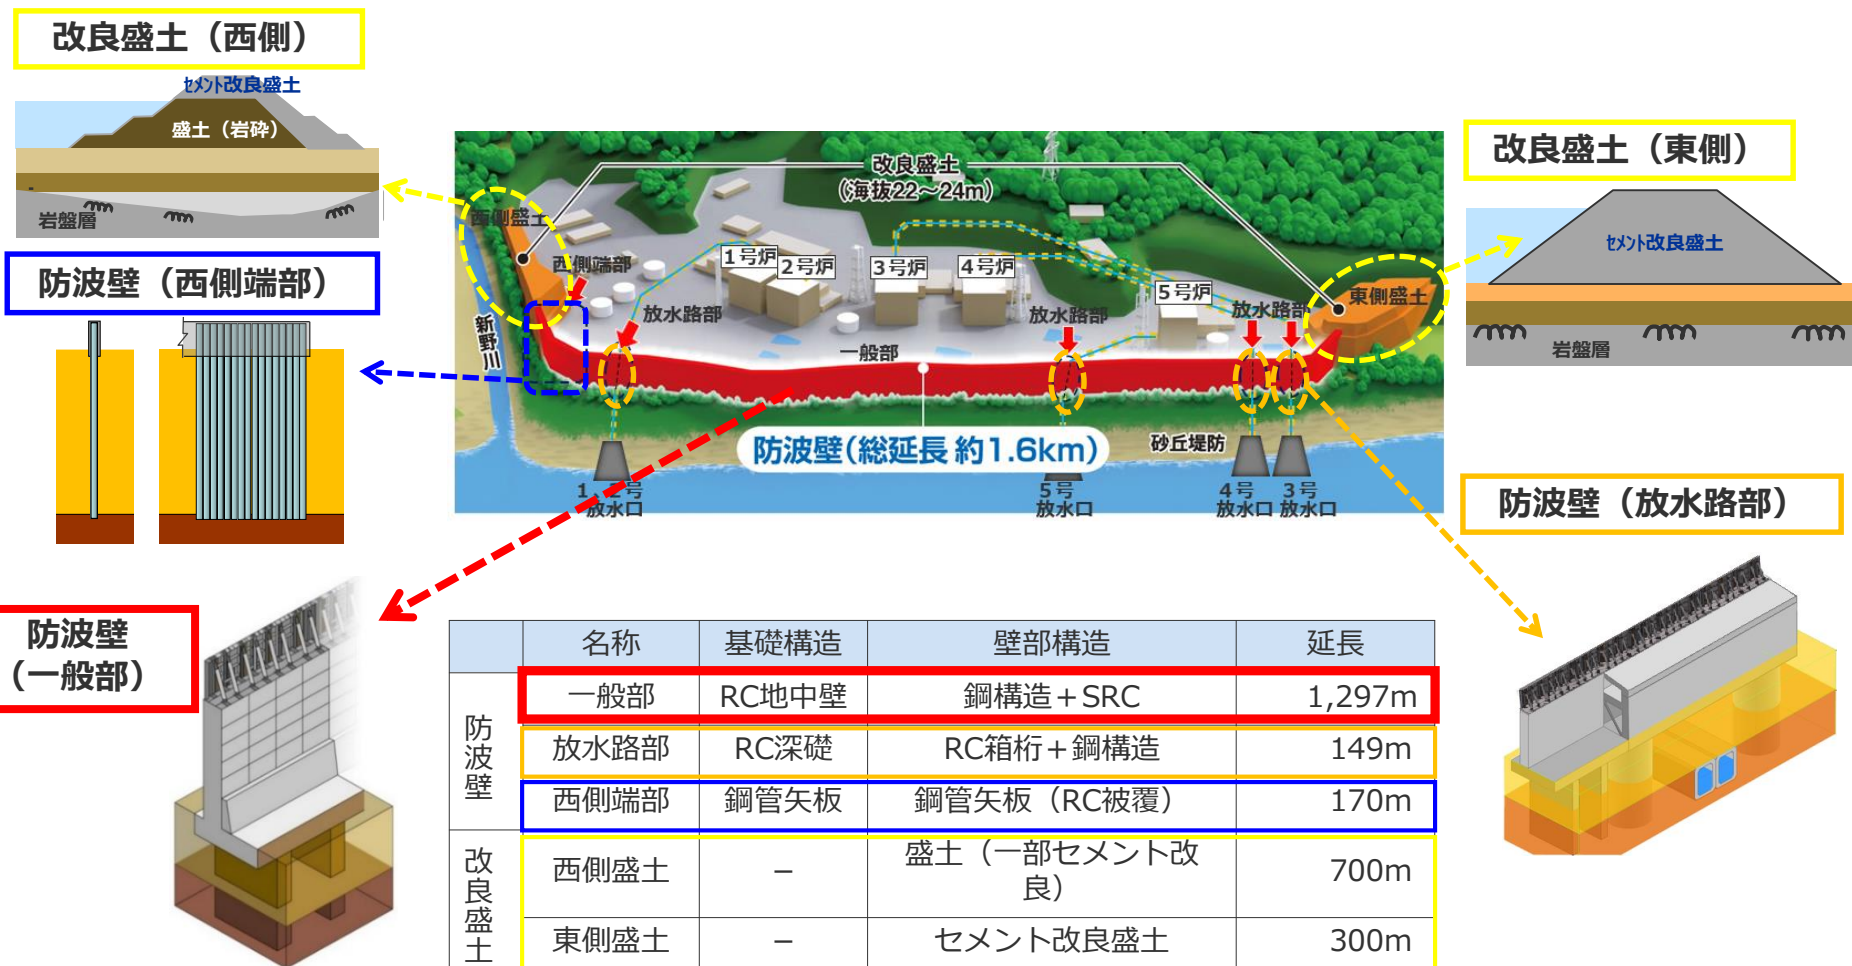 改良盛土（西側）
ｾﾒﾝﾄ改良盛土
盛土（岩砕）
岩盤層
防波壁（西側端部）
改良盛土
（海抜22～24m）
西側盛土
西側端部
1号炉
2号炉
3号炉
4号炉
5号炉
放水路部
放水路部
放水路部
東側盛土
一般部
新野川
防波壁(総延長 約1.6km)
砂丘堤防
1，2号
放水口
5号
放水口
4号
放水口
3号
放水口
改良盛土（東側）
ｾﾒﾝﾄ改良盛土
岩盤層
防波壁（放水路部）
防波壁
（一般部）
名称 基礎構造 壁部構造 延長
防波壁
一般部 RC地中壁 鋼構造＋SRC 1,297m
放水路部 RC深礎 RC箱桁＋鋼構造 149m
西側端部 鋼管矢板 鋼管矢板（RC被覆） 170m
改良盛土
西側盛土 － 盛土（一部セメント改
良） 700m
東側盛土 － セメント改良盛土 300m